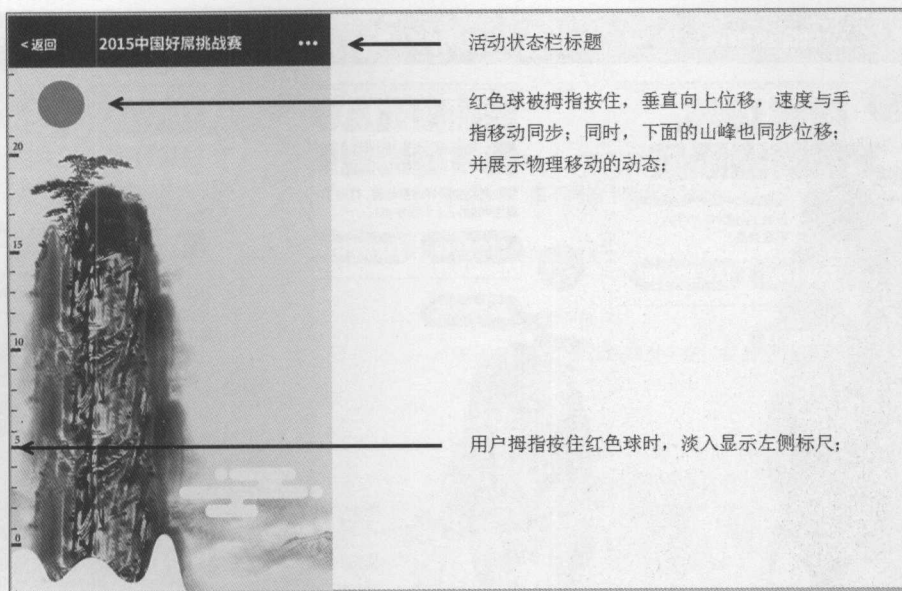 <返回 2015中国好屌挑战赛 •••
活动状态栏标题
红色球被拇指按住，垂直向上位移，速度与手
指移动同步；同时，下面的山峰也同步位移；
并展示物理移动的动态；
20
15
10
5
用户拇指按住红色球时，淡入显示左侧标尺；
0